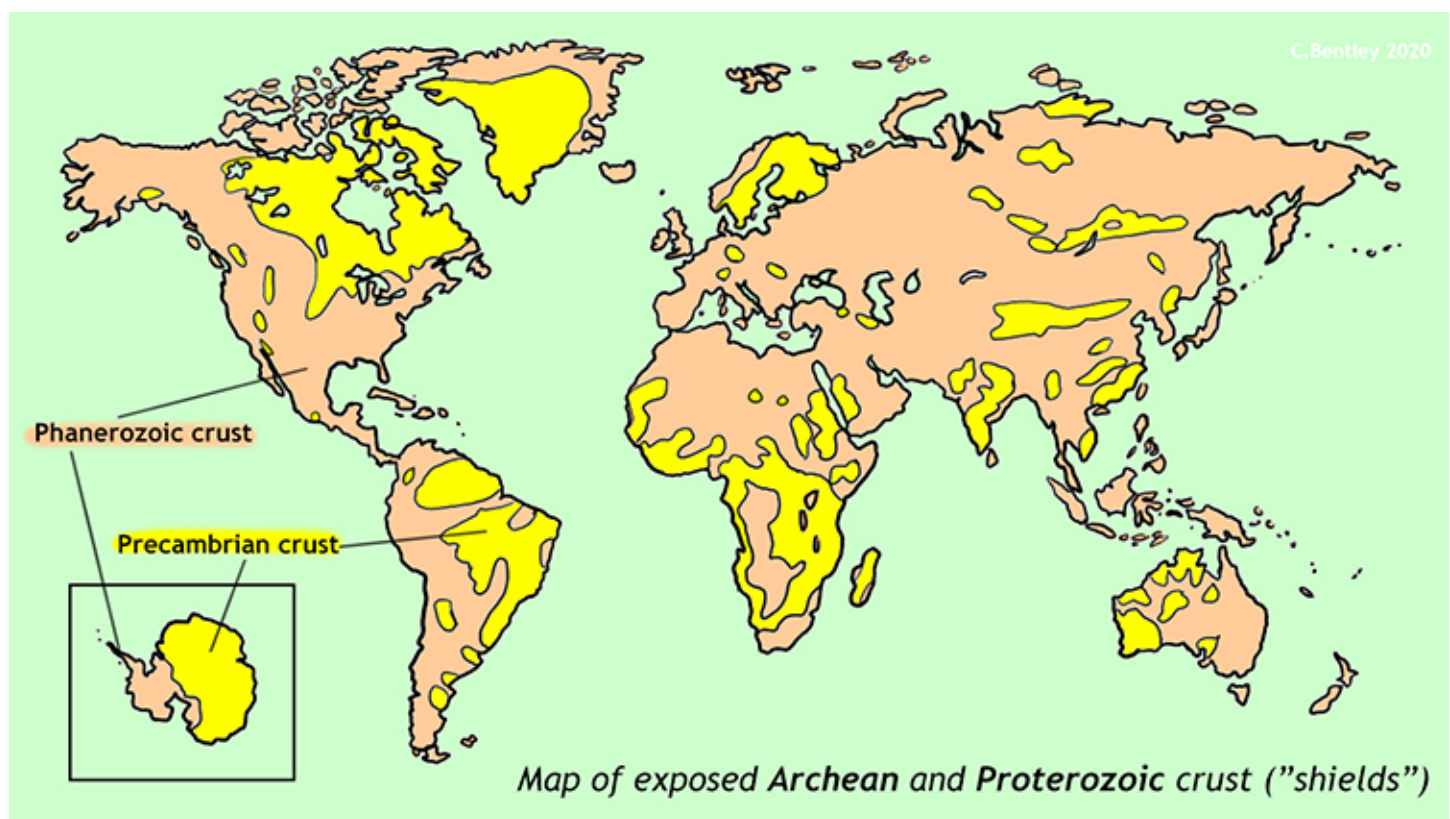 C.Bentley 2020
Phanerozoic crust
Precambrian crust
Map of exposed Archean and Proterozoic crust (”shields”)